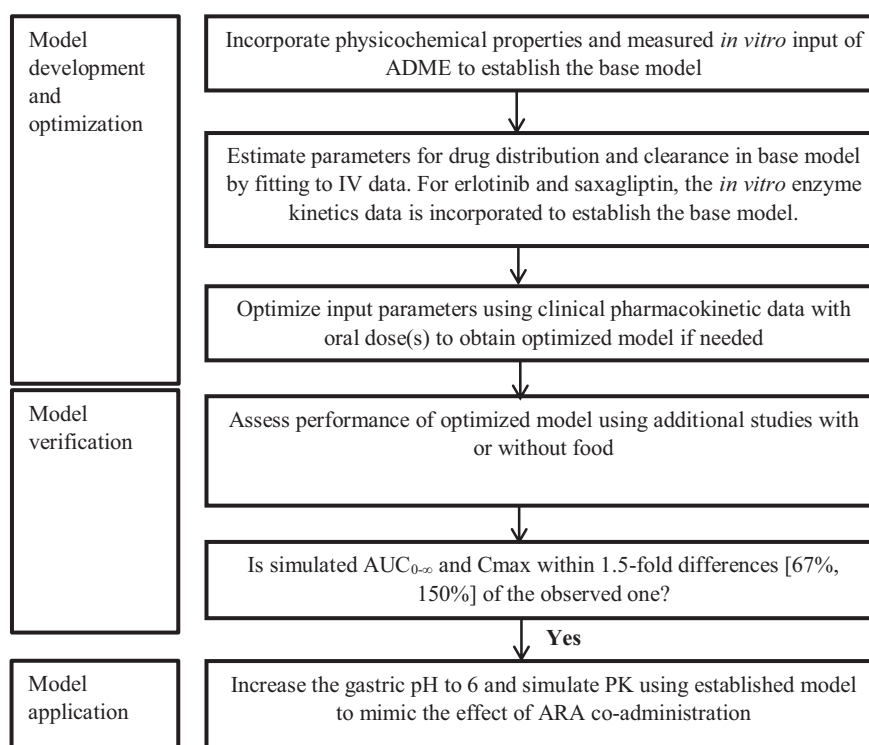 Model
development
and
optimization
Incorporate physicochemical properties and measured in vitro input of
ADME to establish the base model
Estimate parameters for drug distribution and clearance in base model
by fitting to IV data. For erlotinib and saxagliptin, the in vitro enzyme
kinetics data is incorporated to establish the base model.
Optimize input parameters using clinical pharmacokinetic data with
oral dose(s) to obtain optimized model if needed
Model
verification
Assess performance of optimized model using additional studies with
or without food
Is simulated AUC₀₋∞ and Cmax within 1.5-fold differences [67%,
150%] of the observed one?
Yes
Model
application
Increase the gastric pH to 6 and simulate PK using established model
to mimic the effect of ARA co-administration